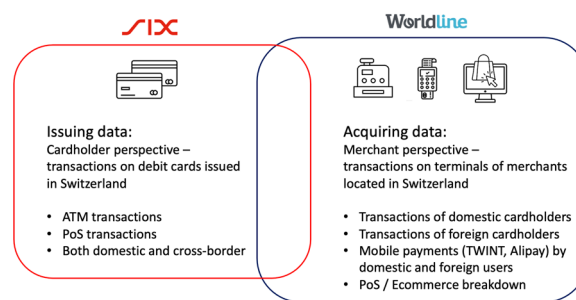 SIX
Worldline
Issuing data:
Cardholder perspective –
transactions on debit cards issued
in Switzerland
• ATM transactions
• PoS transactions
• Both domestic and cross-border
Acquiring data:
Merchant perspective –
transactions on terminals of merchants
located in Switzerland
• Transactions of domestic cardholders
• Transactions of foreign cardholders
• Mobile payments (TWINT, Alipay) by
domestic and foreign users
• PoS / Ecommerce breakdown